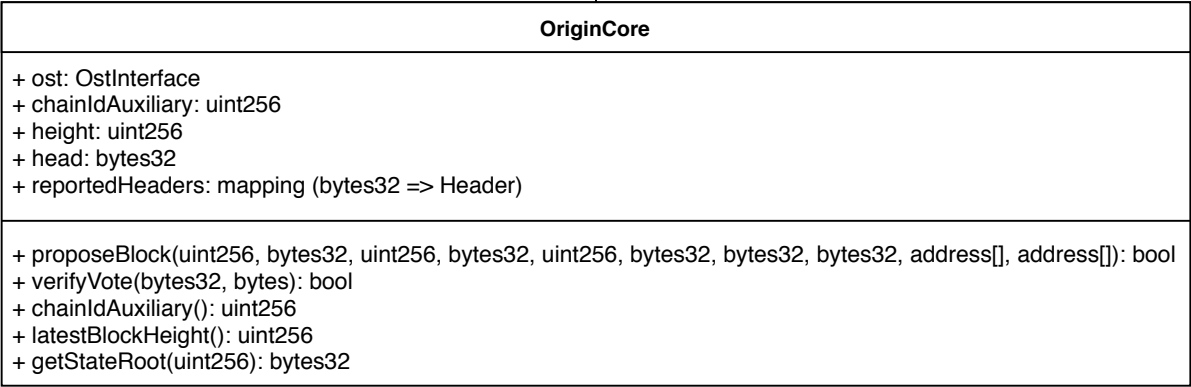 OriginCore
+ ost: OstInterface
+ chainIdAuxiliary: uint256
+ height: uint256
+ head: bytes32
+ reportedHeaders: mapping (bytes32 => Header)
+ proposeBlock(uint256, bytes32, uint256, bytes32, uint256, bytes32, bytes32, bytes32, address[], address[]): bool
+ verifyVote(bytes32, bytes): bool
+ chainIdAuxiliary(): uint256
+ latestBlockHeight(): uint256
+ getStateRoot(uint256): bytes32